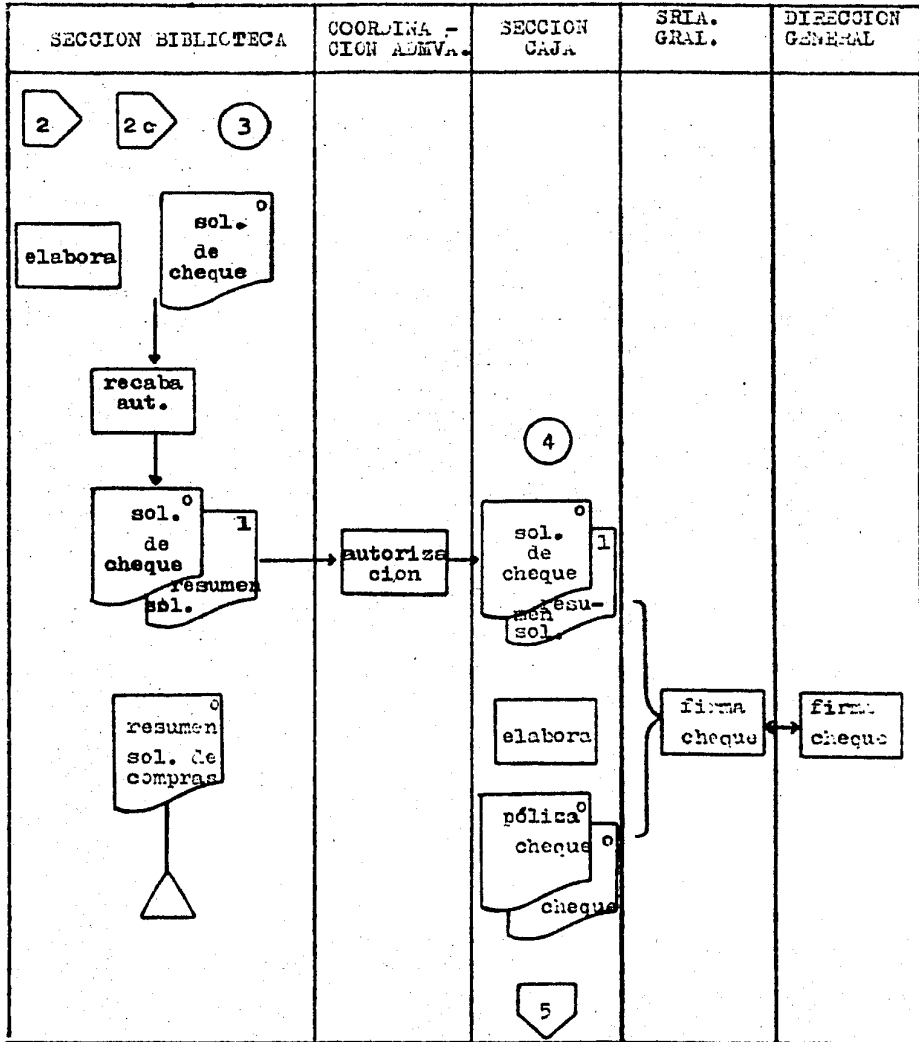 SECCION BIBLIOTECA
COORDINA -
CION ADMVA.
SECCION
CAJA
SRIA.
GRAL.
DIRECCION
GENERAL
2
2c
3
elabora
o
sol.
de
cheque
recaba
aut.
o
sol.
de
cheque
1
resumen
sol.
autoriza
cion
4
o
sol.
de
cheque
1
resu-
men
sol.
o
resumen
sol. de
compras
elabora
firma
cheque
firma
cheque
póliza o
cheque
o
cheque
5